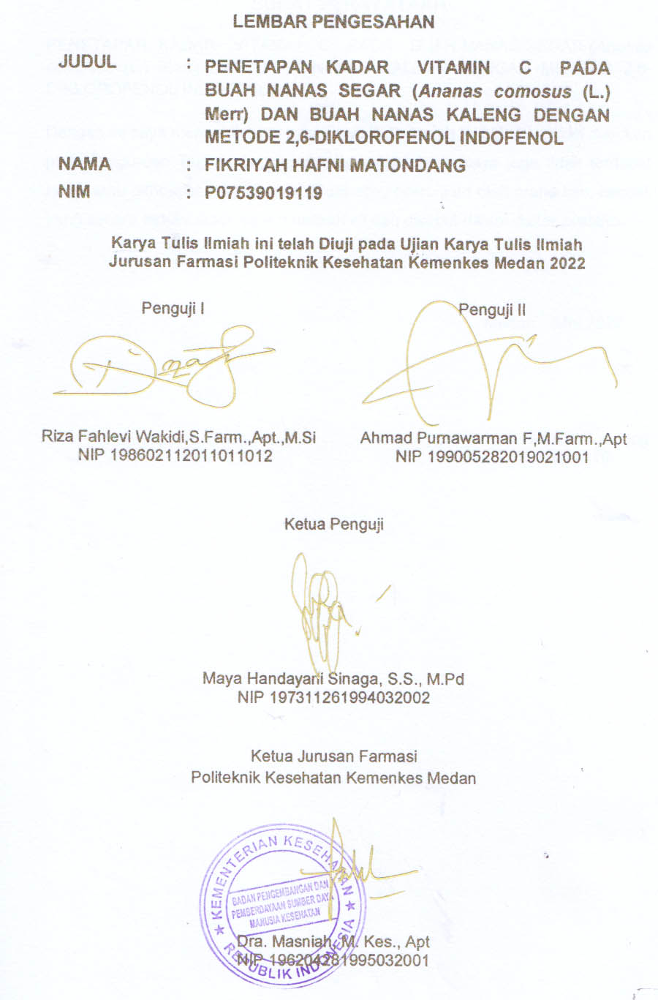 LEMBAR PENGESAHAN
JUDUL : PENETAPAN KADAR VITAMIN C PADA
BUAH NANAS SEGAR (Ananas comosus (L.)
Merr) DAN BUAH NANAS KALENG DENGAN
METODE 2,6-DIKLOROFENOL INDOFENOL
NAMA : FIKRIYAH HAFNI MATONDANG
NIM : P07539019119
Karya Tulis Ilmiah ini telah Diuji pada Ujian Karya Tulis Ilmiah
Jurusan Farmasi Politeknik Kesehatan Kemenkes Medan 2022
Penguji I
Riza Fahlevi Wakidi,S.Farm.,Apt.,M.Si
NIP 198602112011011012
Penguji II
Ahmad Purnawarman F,M.Farm.,Apt
NIP 199005282019021001
Ketua Penguji
Maya Handayani Sinaga, S.S., M.Pd
NIP 197311261994032002
Ketua Jurusan Farmasi
Politeknik Kesehatan Kemenkes Medan
KEMENTERIAN KESEHATAN
BADAN PENGEMBANGAN DAN
PEMBERDAYAAN SUMBER DAYA
MANUSIA KESEHATAN
REPUBLIK INDONESIA
Dra. Masniah, M. Kes., Apt
NIP 196204281995032001